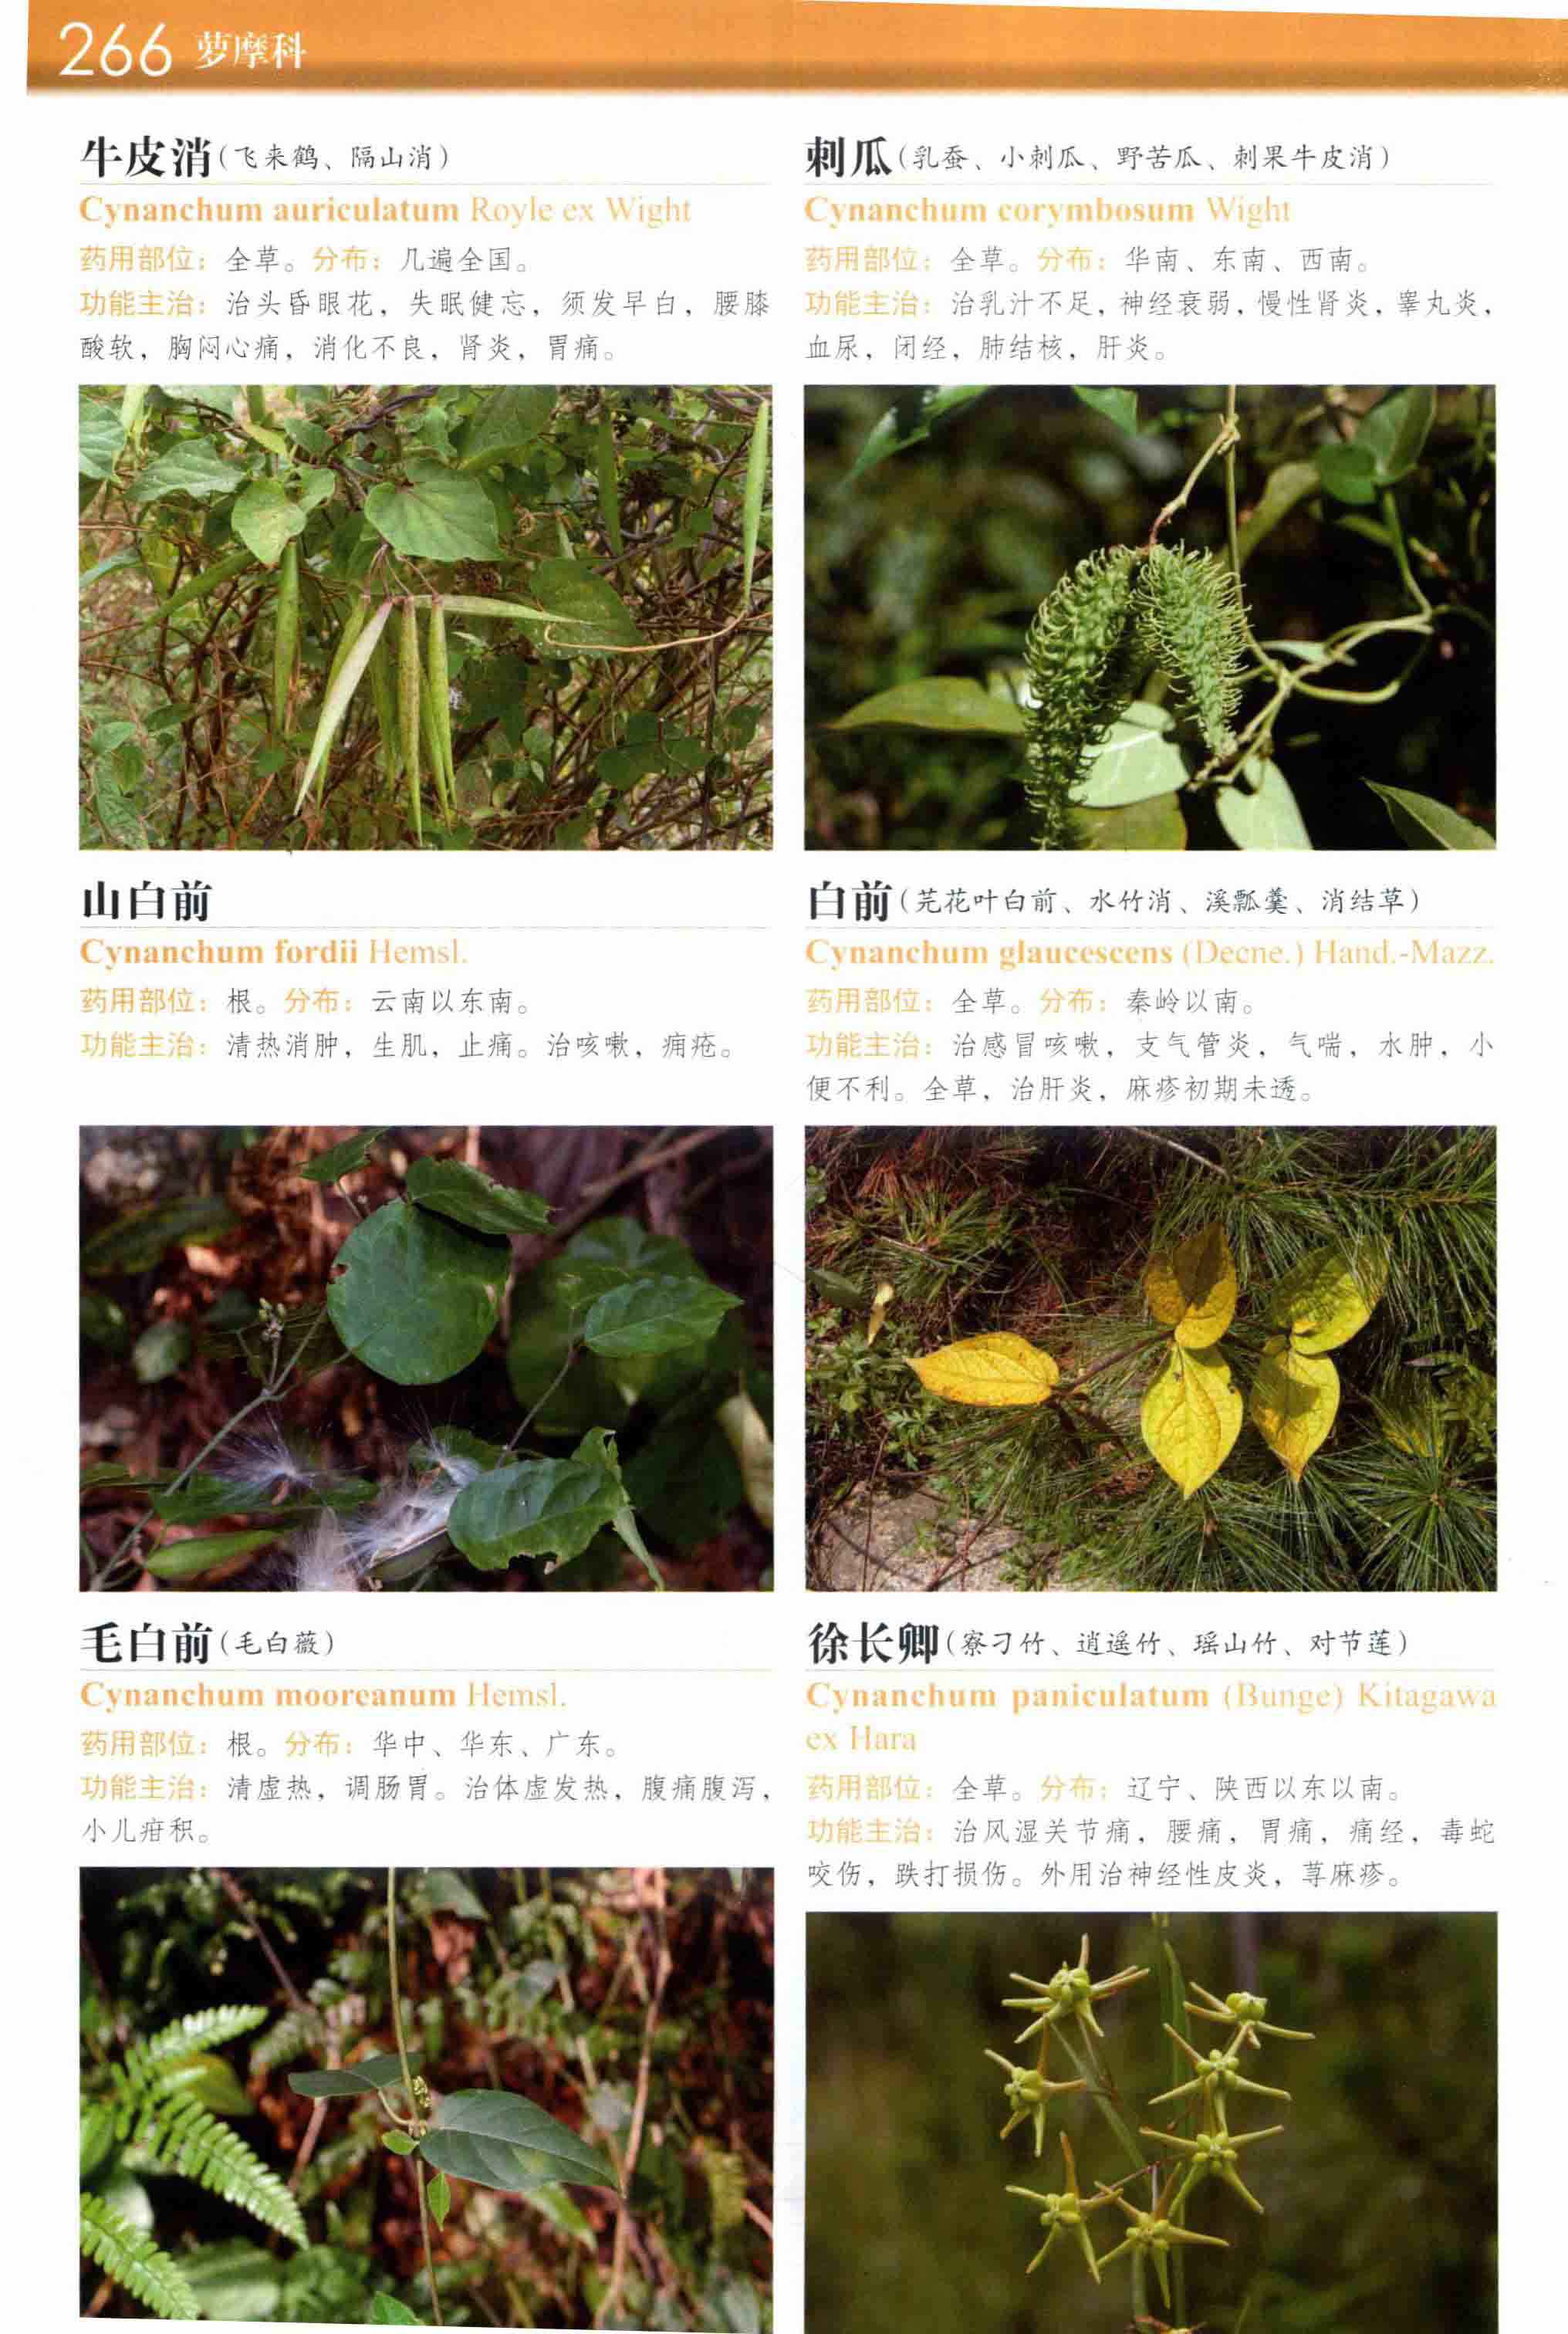 266 萝藦科
牛皮消(飞来鹤、隔山消)
Cynanchum auriculatum Royle ex Wight
药用部位：全草。分布：几遍全国。
功能主治：治头昏眼花，失眠健忘，须发早白，腰膝
酸软，胸闷心痛，消化不良，肾炎，胃痛。
刺瓜(乳蚕、小刺瓜、野苦瓜、刺果牛皮消)
Cynanchum corymbosum Wight
药用部位：全草。分布：华南、东南、西南。
功能主治：治乳汁不足，神经衰弱，慢性肾炎，睾丸炎，
血尿，闭经，肺结核，肝炎。
山白前
Cynanchum fordii Hemsl.
药用部位：根。分布：云南以东南。
功能主治：清热消肿，生肌，止痛。治咳嗽，痈疮。
白前(芫花叶白前、水竹消、溪瓢羹、消结草)
Cynanchum glaucescens (Decne.) Hand.-Mazz.
药用部位：全草。分布：秦岭以南。
功能主治：治感冒咳嗽，支气管炎，气喘，水肿，小
便不利。全草，治肝炎，麻疹初期未透。
毛白前(毛白薇)
Cynanchum mooreanum Hemsl.
药用部位：根。分布：华中、华东、广东。
功能主治：清虚热，调肠胃。治体虚发热，腹痛腹泻，
小儿疳积。
徐长卿(寮刁竹、逍遥竹、瑶山竹、对节莲)
Cynanchum paniculatum (Bunge) Kitagawa
ex Hara
药用部位：全草。分布：辽宁、陕西以东以南。
功能主治：治风湿关节痛，腰痛，胃痛，痛经，毒蛇
咬伤，跌打损伤。外用治神经性皮炎，荨麻疹。